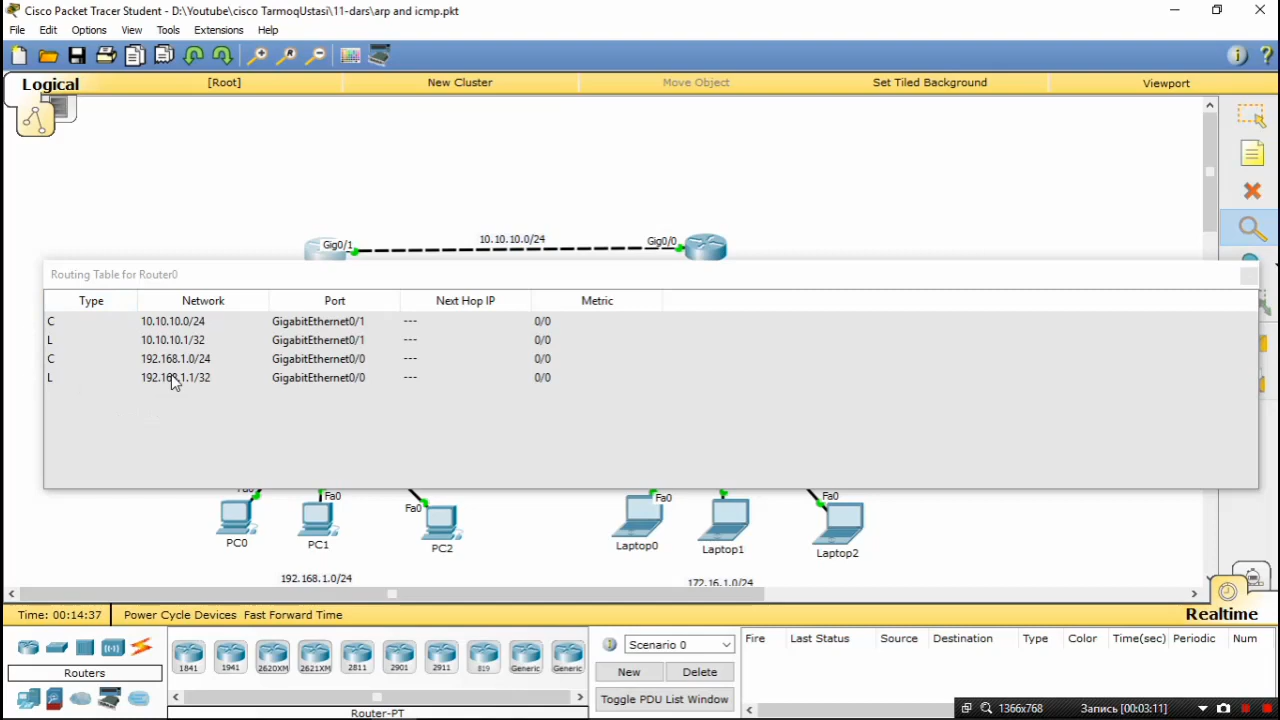 Cisco Packet Tracer Student - D:\Youtube\cisco TarmoqUstasi\11-dars\arp and icmp.pkt
File Edit Options View Tools Extensions Help
Logical [Root] New Cluster Move Object Set Tiled Background Viewport
Gig0/1 10.10.10.0/24 Gig0/0
Routing Table for Router0
Type Network Port Next Hop IP Metric
C 10.10.10.0/24 GigabitEthernet0/1 --- 0/0
L 10.10.10.1/32 GigabitEthernet0/1 --- 0/0
C 192.168.1.0/24 GigabitEthernet0/0 --- 0/0
L 192.168.1.1/32 GigabitEthernet0/0 --- 0/0
Fa0 Fa0 Fa0 Fa0 Fa0
PC0 PC1 PC2 Laptop0 Laptop1 Laptop2
192.168.1.0/24 172.16.1.0/24
Time: 00:14:37 Power Cycle Devices Fast Forward Time
Realtime
Routers
1841 1941 2620XM 2621XM 2811 2901 2911 819 Generic Generic
Router-PT
Scenario 0
New Delete
Toggle PDU List Window
Fire Last Status Source Destination Type Color Time(sec) Periodic Num
1366x768 Запись [00:03:11]